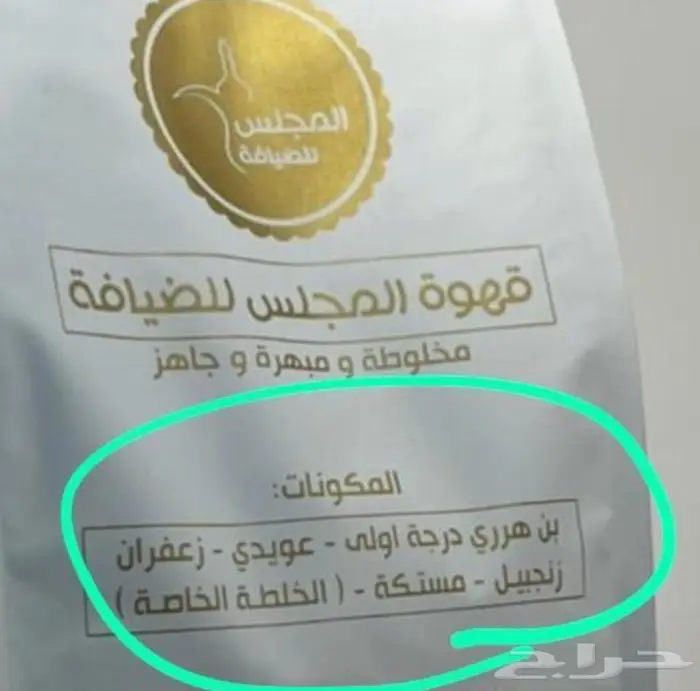 المجلس
للضيافة
قهوة المجلس للضيافة
مخلوطة و مبهرة و جاهز
المكونات:
بن هرري درجة اولى - عويدي - زعفران
زنجبيل - مستكة - ( الخلطة الخاصة )
حراج